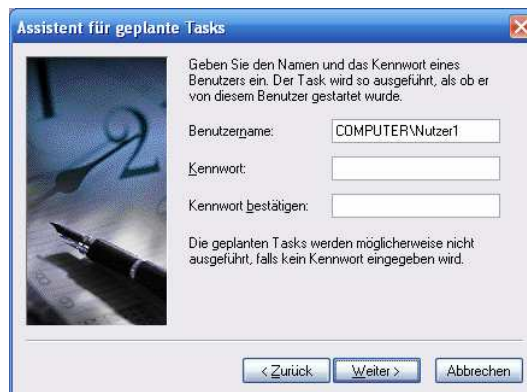 Assistent für geplante Tasks
Geben Sie den Namen und das Kennwort eines
Benutzers ein. Der Task wird so ausgeführt, als ob er
von diesem Benutzer gestartet wurde.
Benutzername: COMPUTER\Nutzer1
Kennwort:
Kennwort bestätigen:
Die geplanten Tasks werden möglicherweise nicht
ausgeführt, falls kein Kennwort eingegeben wird.
< Zurück Weiter > Abbrechen
2